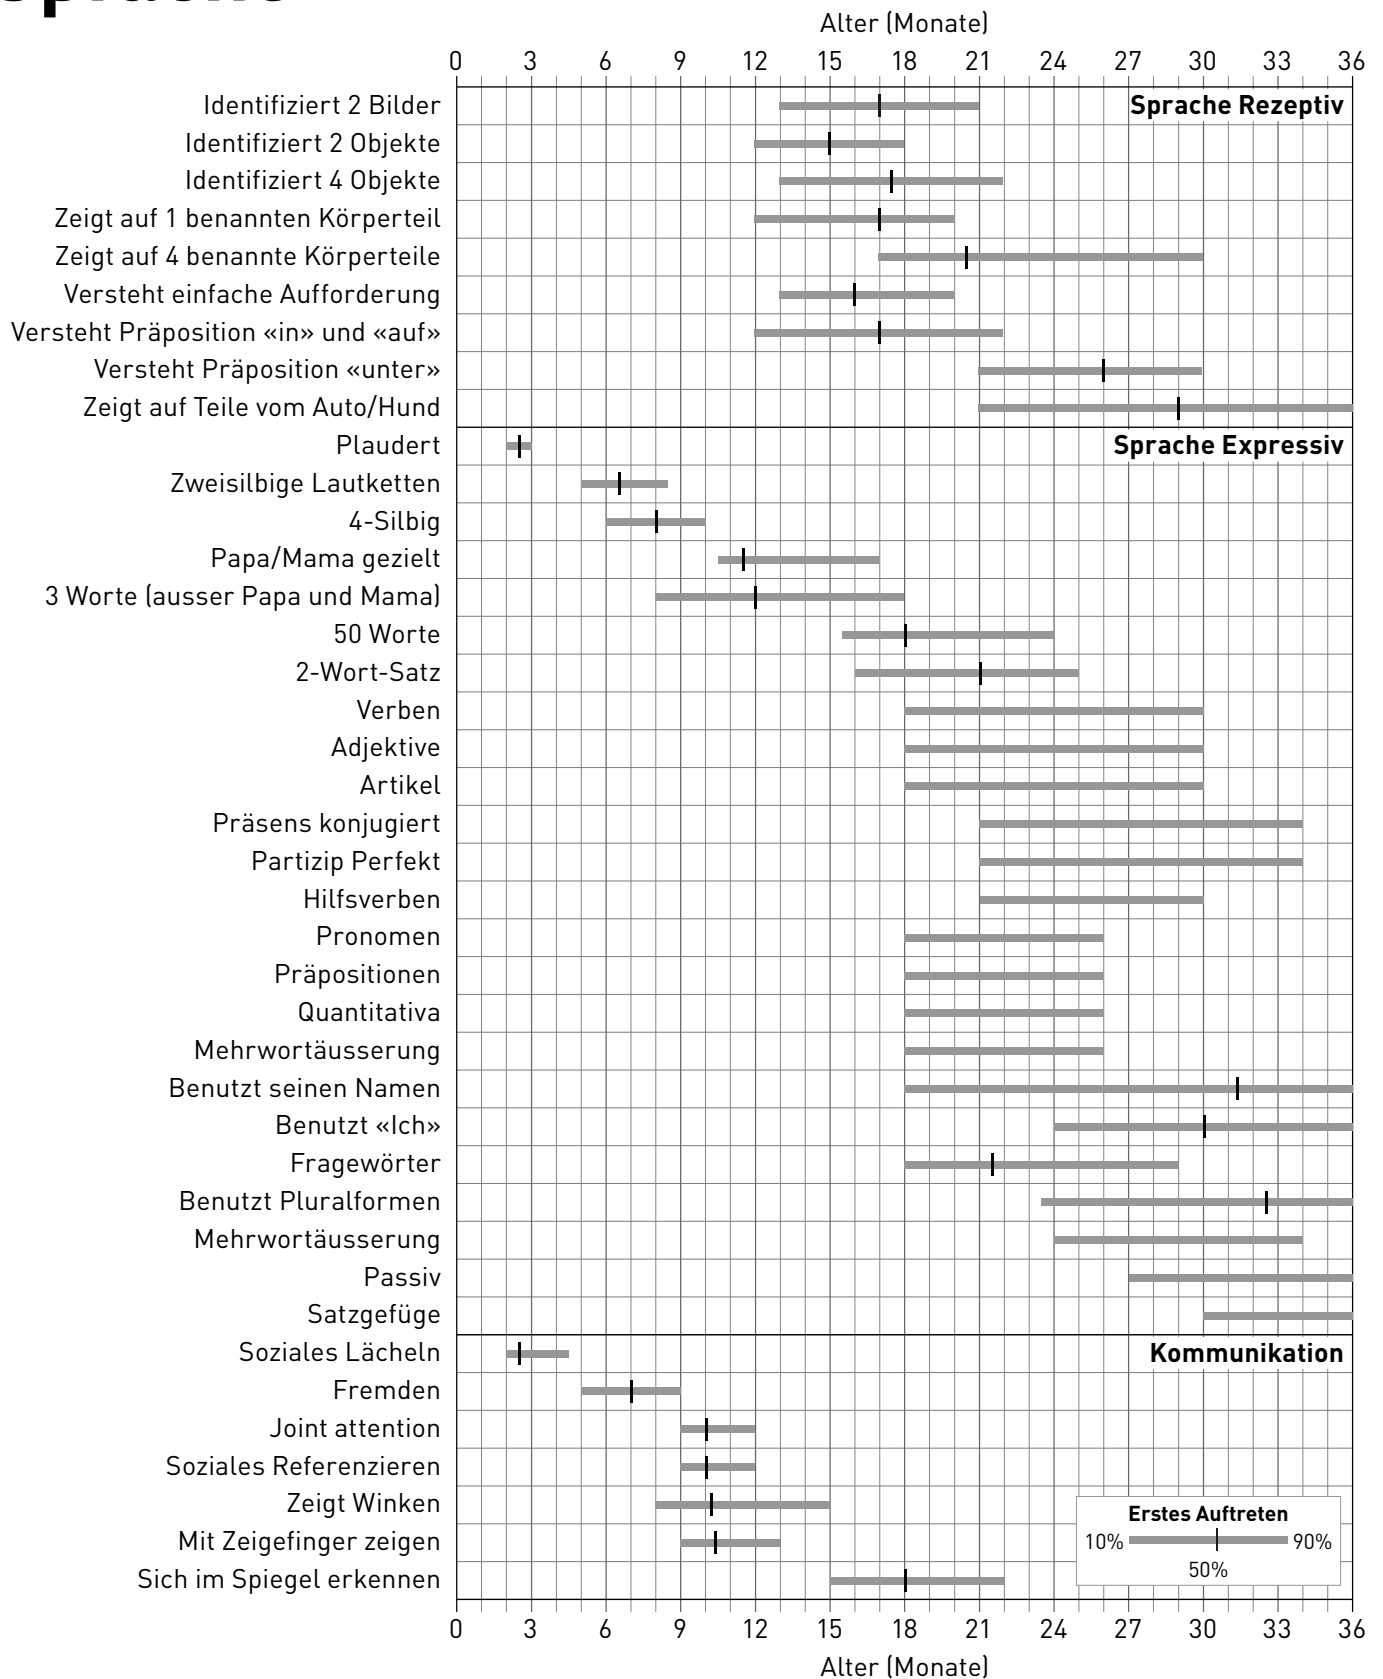 Alter (Monate)
0 3 6 9 12 15 18 21 24 27 30 33 36
Identifiziert 2 Bilder Sprache Rezeptiv
Identifiziert 2 Objekte
Identifiziert 4 Objekte
Zeigt auf 1 benannten Körperteil
Zeigt auf 4 benannte Körperteile
Versteht einfache Aufforderung
Versteht Präposition «in» und «auf»
Versteht Präposition «unter»
Zeigt auf Teile vom Auto/Hund
Plaudert Sprache Expressiv
Zweisilbige Lautketten
4-Silbig
Papa/Mama gezielt
3 Worte (ausser Papa und Mama)
50 Worte
2-Wort-Satz
Verben
Adjektive
Artikel
Präsens konjugiert
Partizip Perfekt
Hilfsverben
Pronomen
Präpositionen
Quantitativa
Mehrwortäusserung
Benutzt seinen Namen
Benutzt «Ich»
Fragewörter
Benutzt Pluralformen
Mehrwortäusserung
Passiv
Satzgefüge
Soziales Lächeln Kommunikation
Fremden
Joint attention
Soziales Referenzieren
Zeigt Winken
Mit Zeigefinger zeigen
Sich im Spiegel erkennen
Erstes Auftreten
10% 90%
50%
0 3 6 9 12 15 18 21 24 27 30 33 36
Alter (Monate)